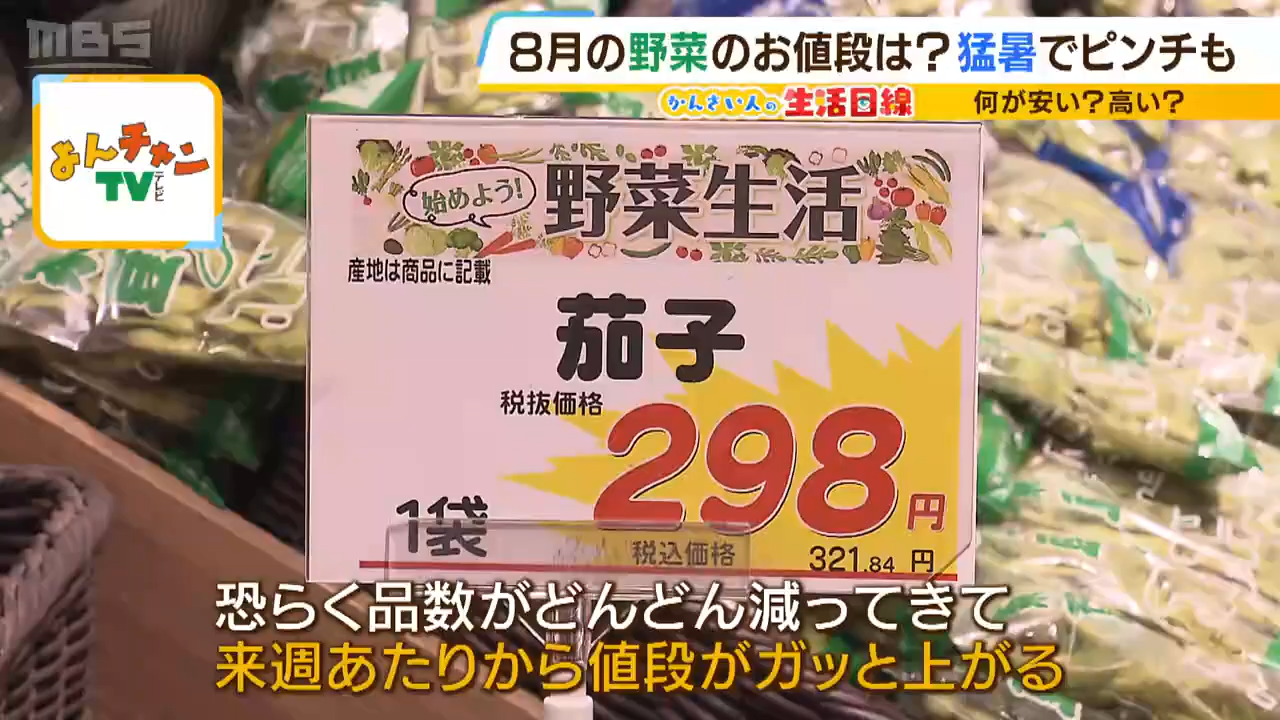 MBS
8月の野菜のお値段は?猛暑でピンチも
かんさい人の生活目線
何が安い?高い?
よんチャンTV
テレビ
始めよう!
野菜生活
産地は商品に記載
茄子
税抜価格
298円
1袋
税込価格
321.84 円
恐らく品数がどんどん減ってきて
来週あたりから値段がガッと上がる